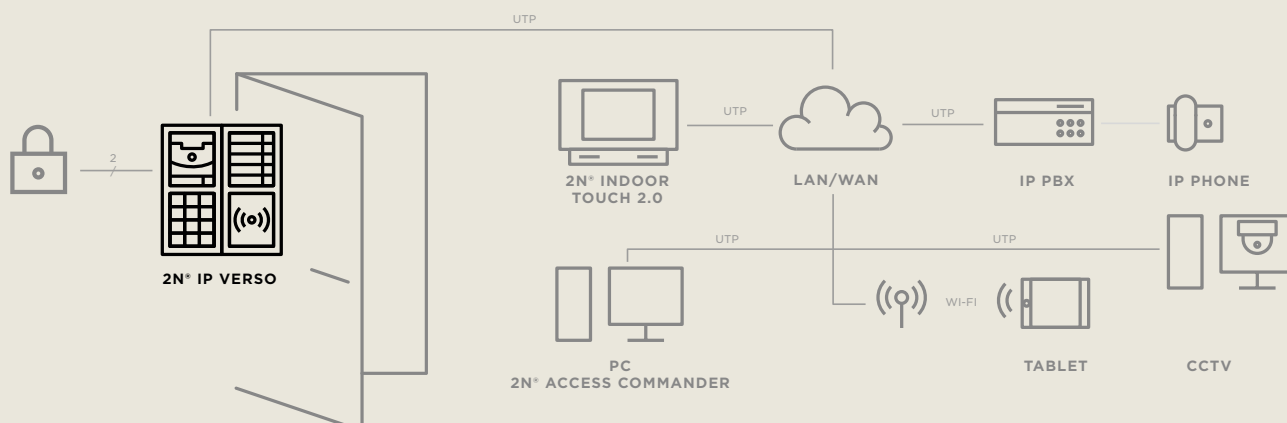 UTP
2
UTP
UTP
2N® INDOOR
TOUCH 2.0
LAN/WAN
IP PBX
IP PHONE
UTP
UTP
2N® IP VERSO
WI-FI
PC
2N® ACCESS COMMANDER
TABLET
CCTV